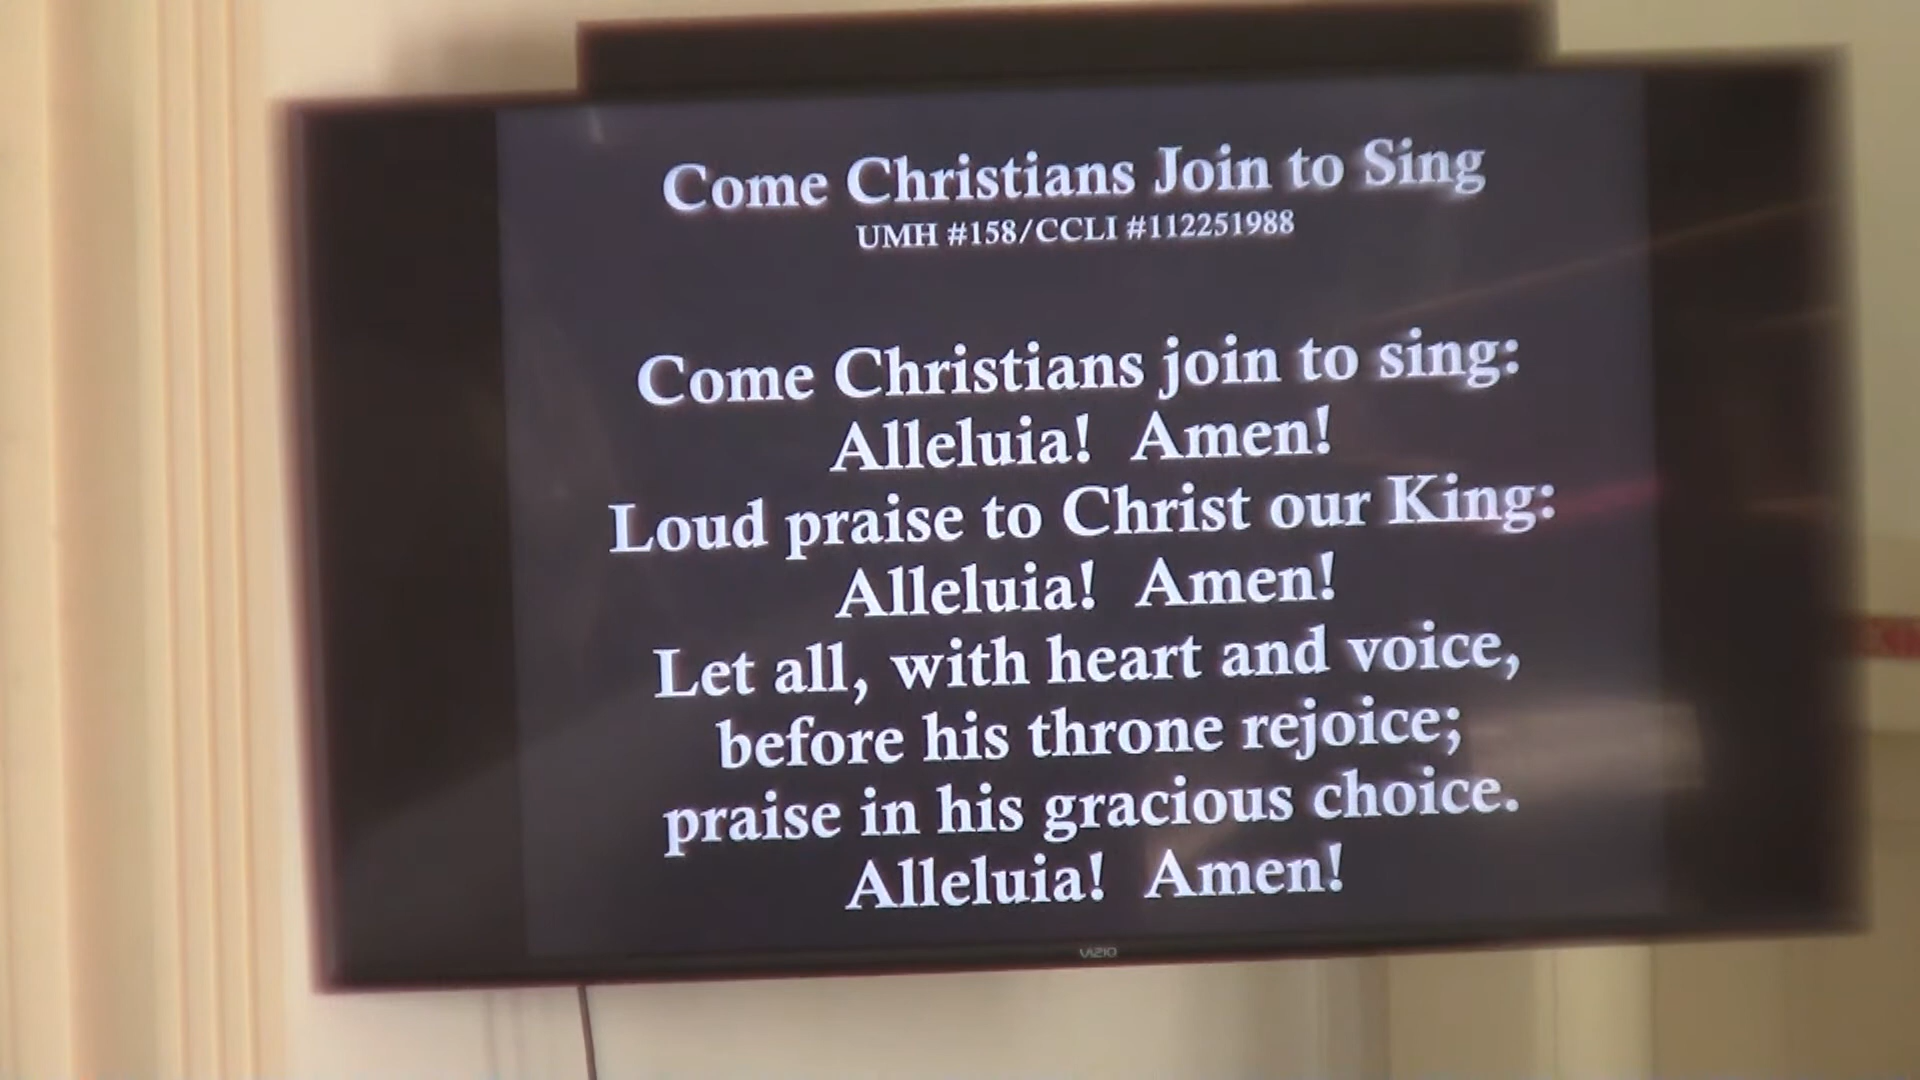 Come Christians Join to Sing
UMH #158/CCLI #112251988
Come Christians join to sing:
Alleluia! Amen!
Loud praise to Christ our King:
Alleluia! Amen!
Let all, with heart and voice,
before his throne rejoice;
praise in his gracious choice.
Alleluia! Amen!
VIZIO